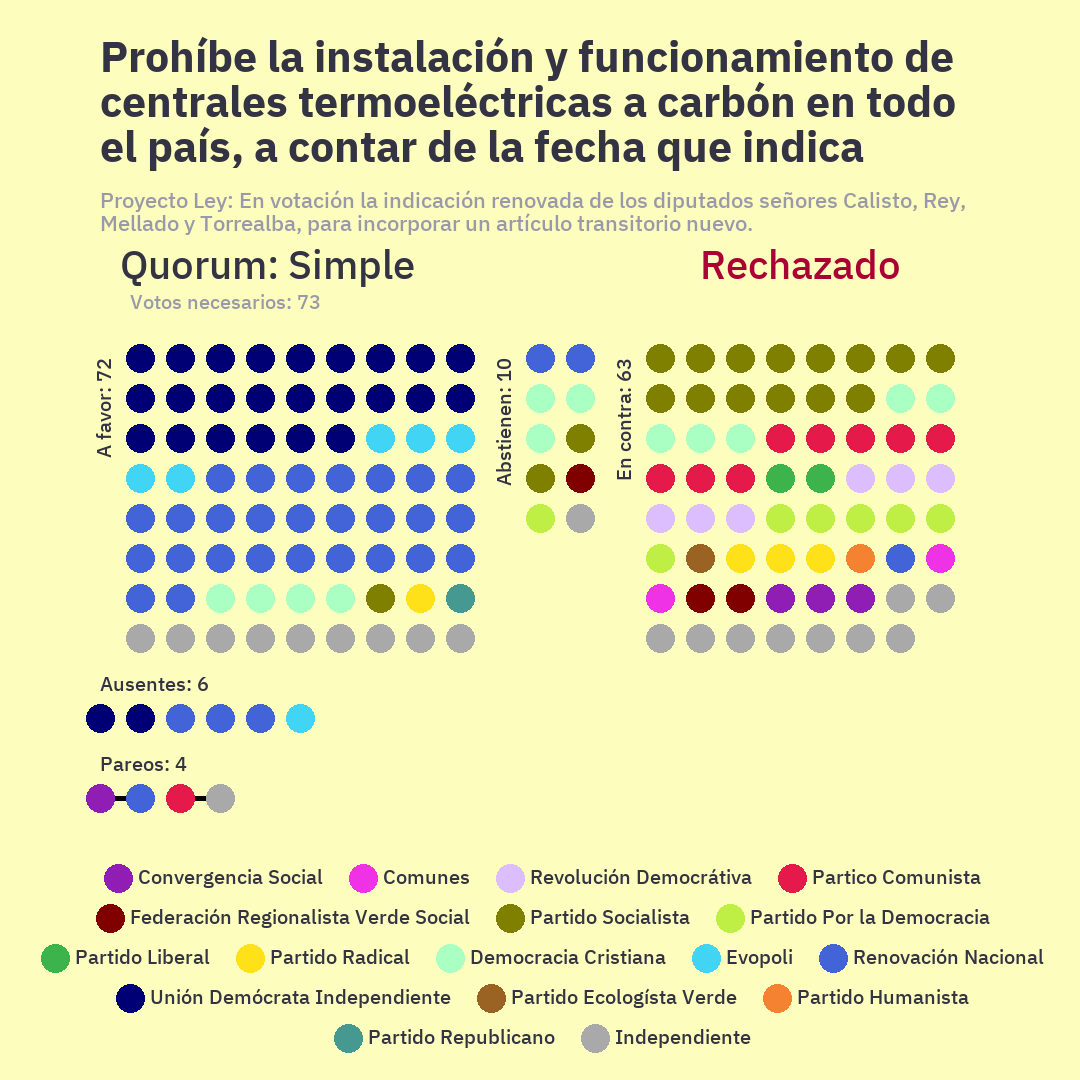 Prohíbe la instalación y funcionamiento de
centrales termoeléctricas a carbón en todo
el país, a contar de la fecha que indica
Proyecto Ley: En votación la indicación renovada de los diputados señores Calisto, Rey,
Mellado y Torrealba, para incorporar un artículo transitorio nuevo.
Quorum: Simple
Rechazado
Votos necesarios: 73
A favor: 72
Abstienen: 10
En contra: 63
Ausentes: 6
Pareos: 4
Convergencia Social
Comunes
Revolución Democrátiva
Partico Comunista
Federación Regionalista Verde Social
Partido Socialista
Partido Por la Democracia
Partido Liberal
Partido Radical
Democracia Cristiana
Evopoli
Renovación Nacional
Unión Demócrata Independiente
Partido Ecologísta Verde
Partido Humanista
Partido Republicano
Independiente